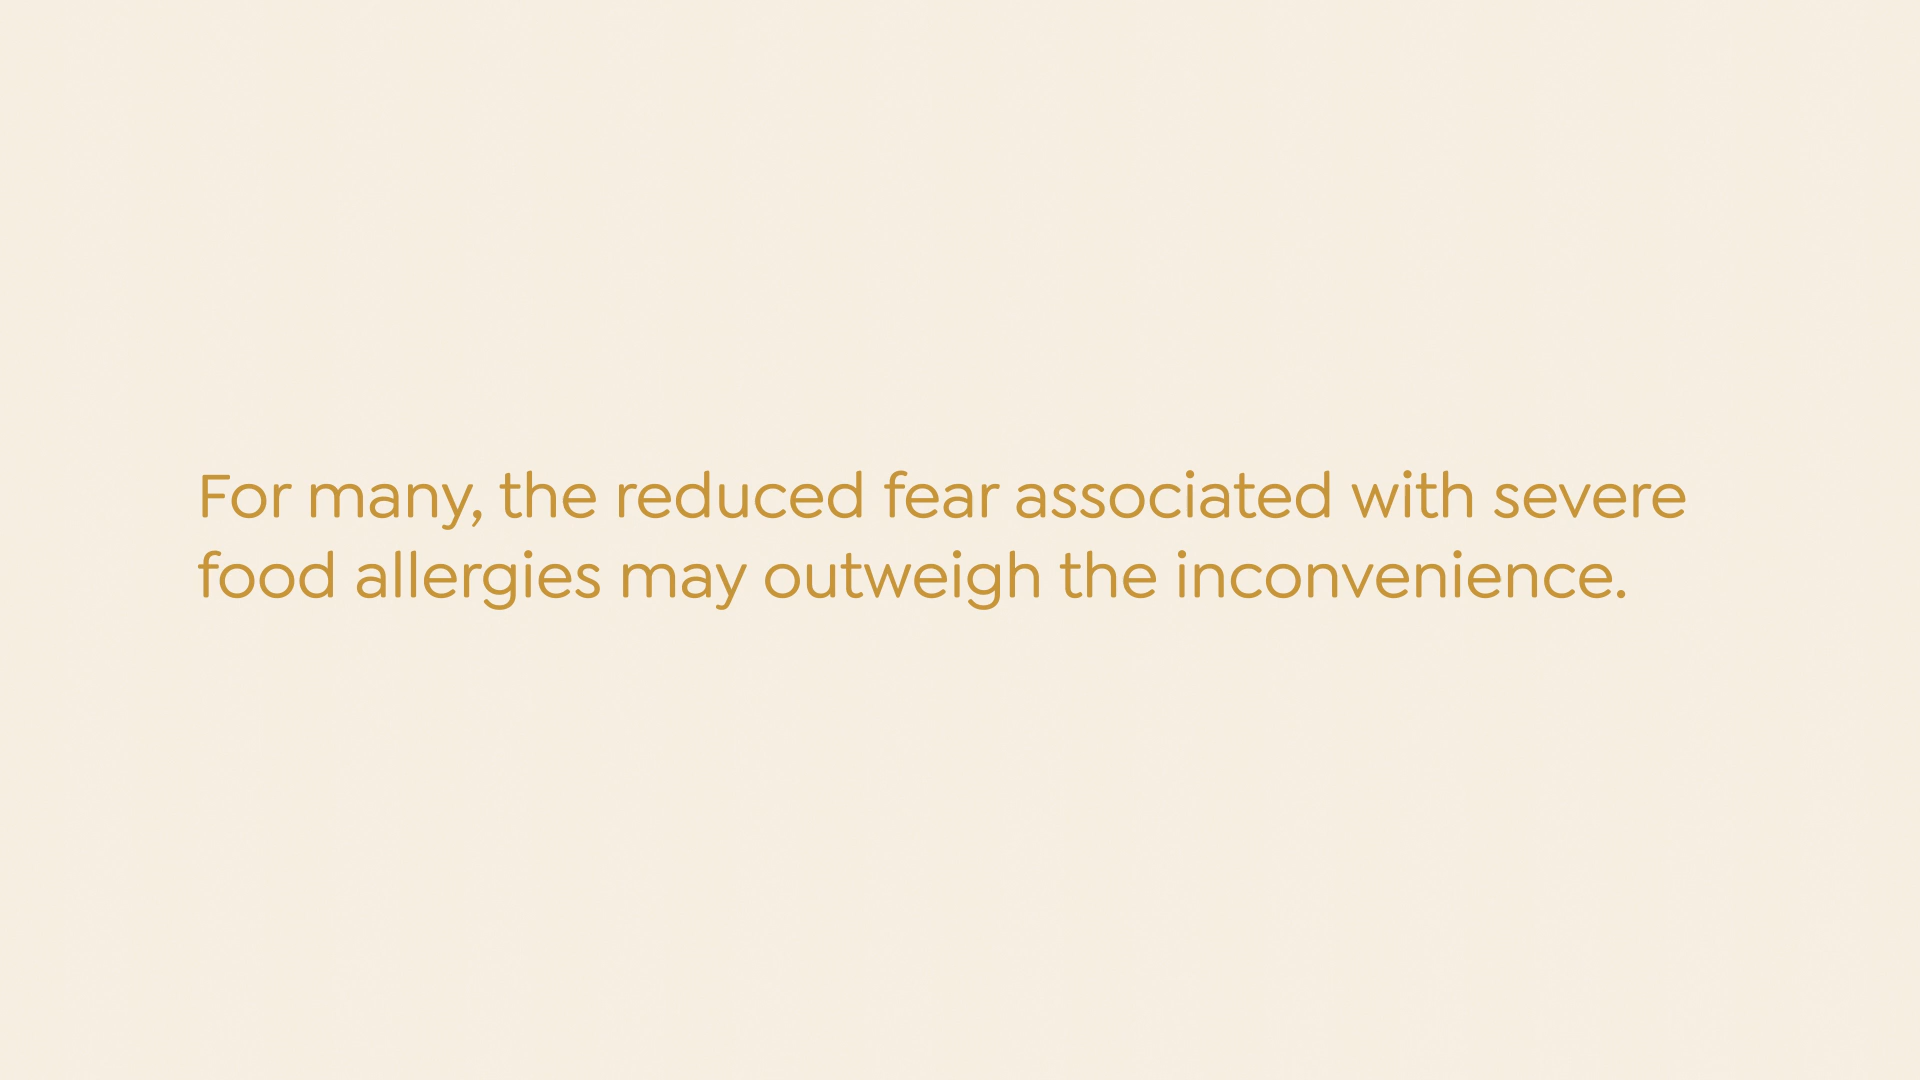 For many, the reduced fear associated with severe
food allergies may outweigh the inconvenience.